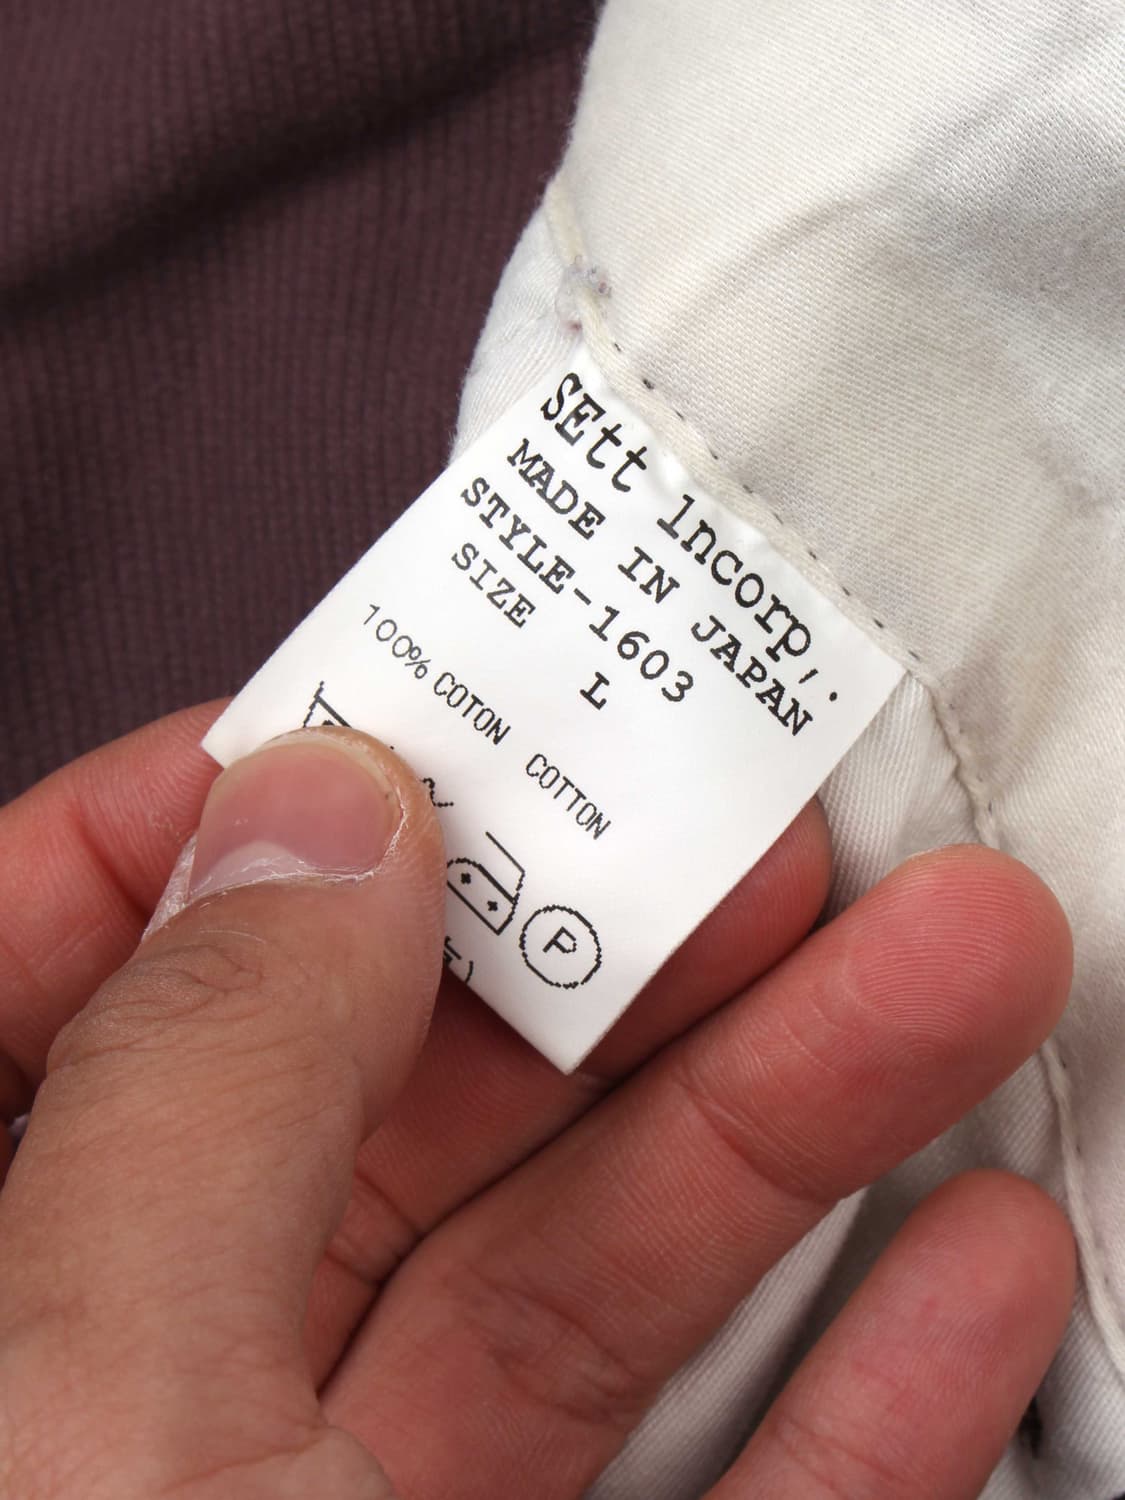 SEtt incorp,.
MADE IN JAPAN
STYLE-1603
SIZE L
100% COTON COTTON
P